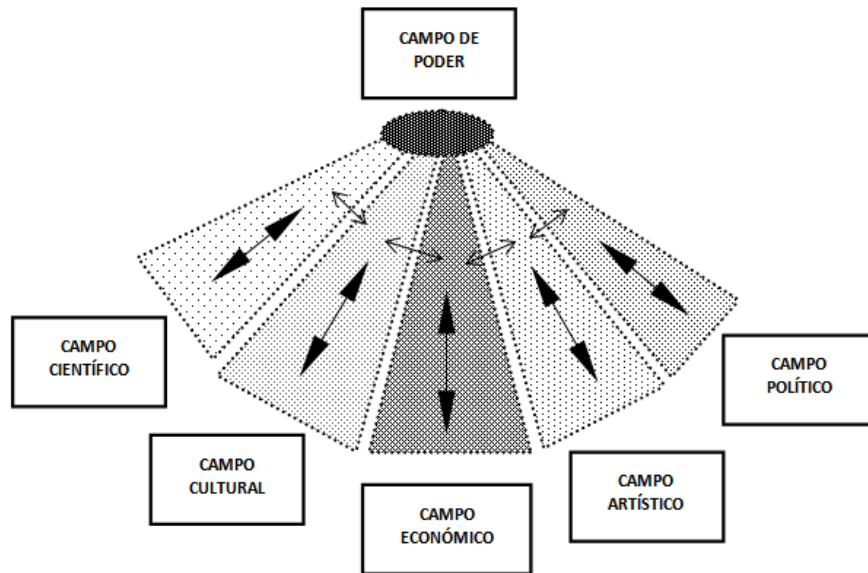 CAMPO DE
PODER
CAMPO
CIENTÍFICO
CAMPO
POLÍTICO
CAMPO
CULTURAL
CAMPO
ARTÍSTICO
CAMPO
ECONÓMICO